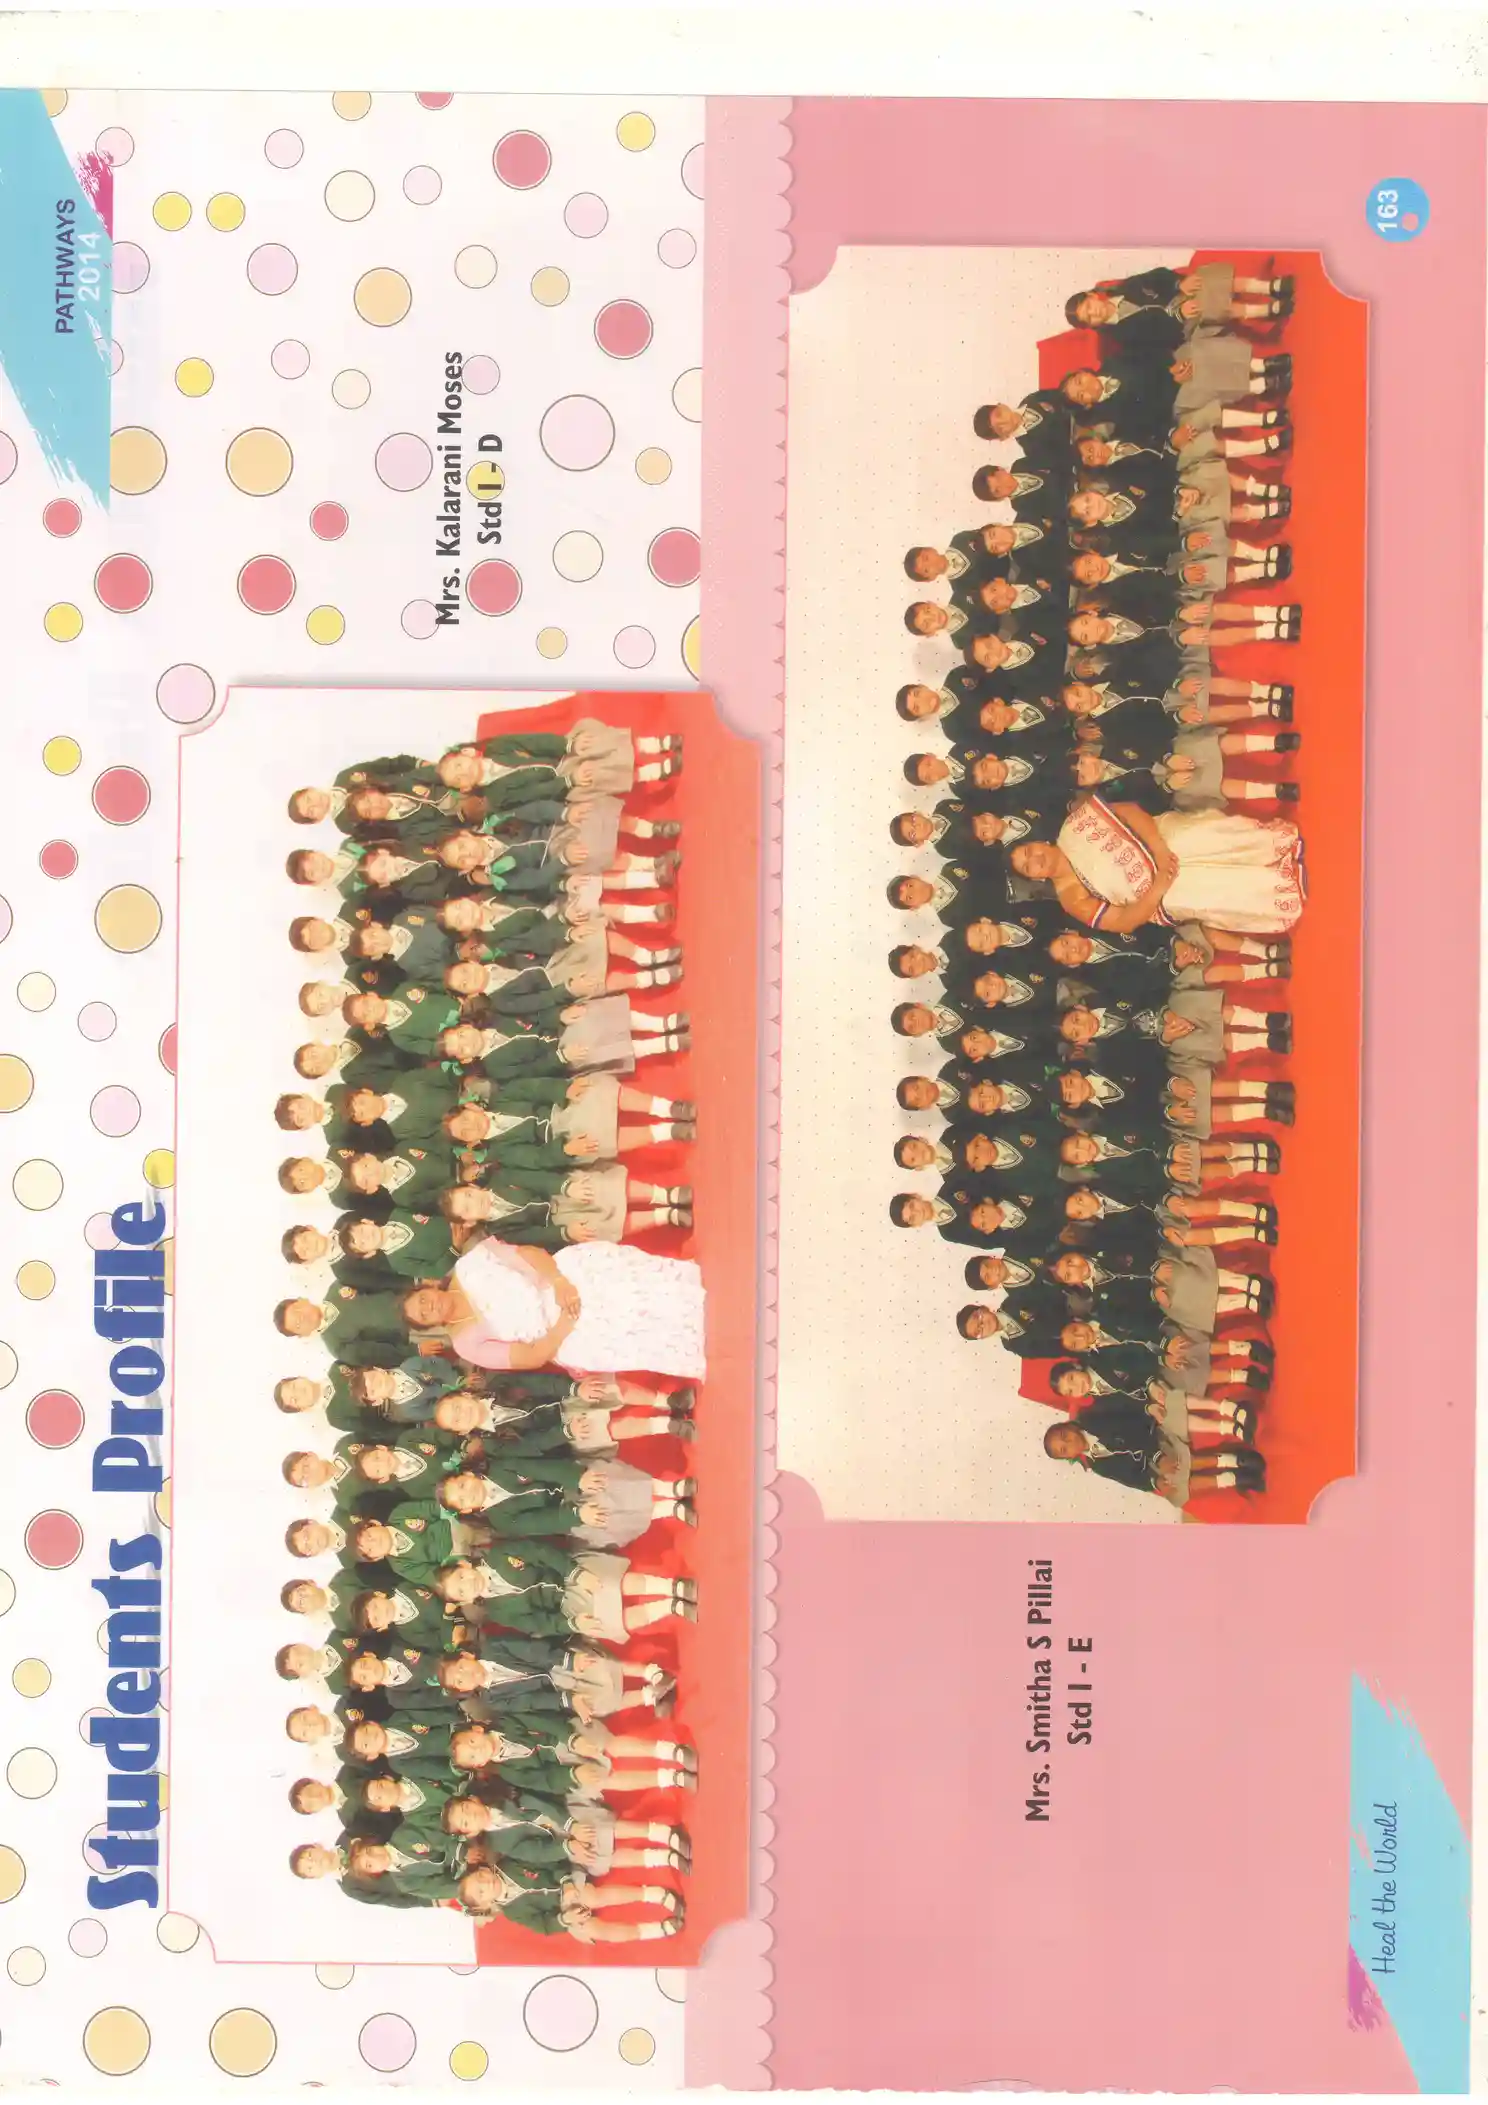 PATHWAYS
2014
Students Profile
Mrs. Kalarani Moses
Std I - D
Mrs. Smitha S Pillai
Std I - E
Heal the World
163